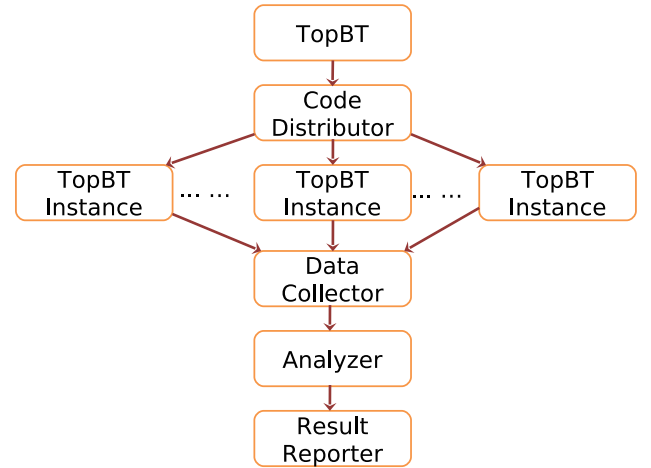 TopBT
Code
Distributor
TopBT
Instance
... ...
TopBT
Instance
... ...
TopBT
Instance
Data
Collector
Analyzer
Result
Reporter